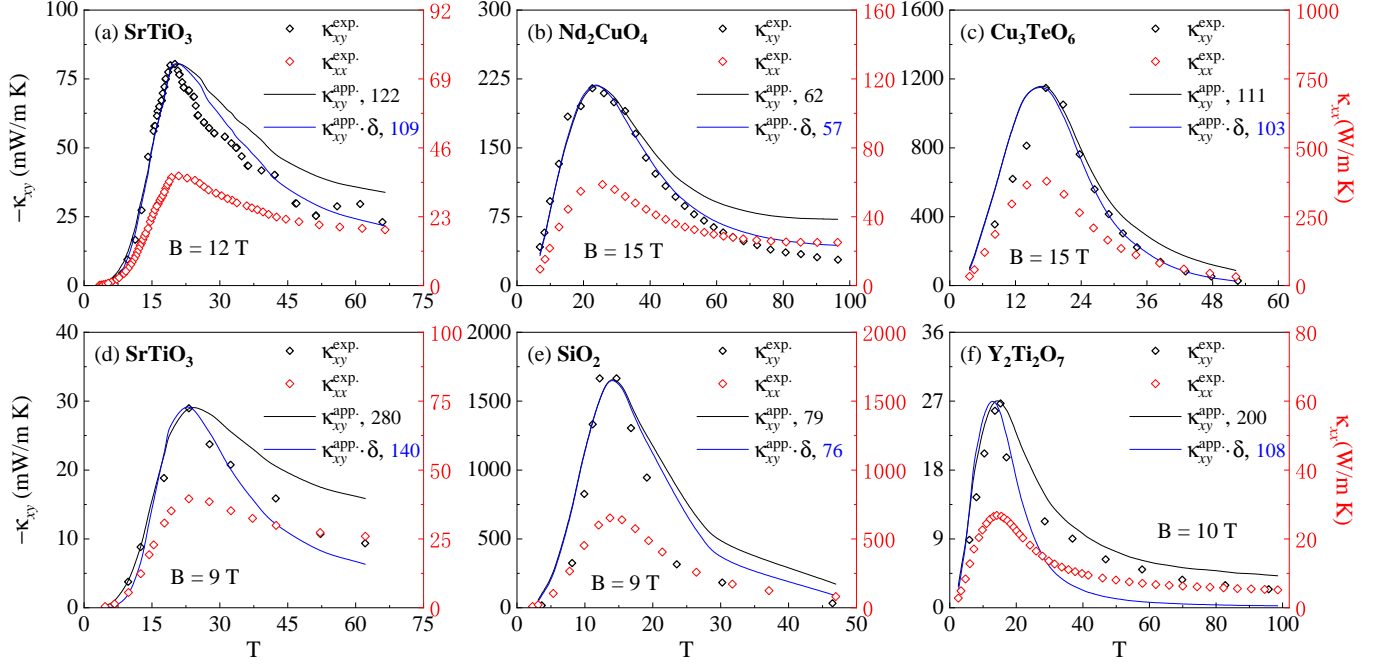 (a) SrTiO₃
κxy^exp.
κxx^exp.
κxy^app., 122
κxy^app.·δ, 109
B = 12 T
−κxy (mW/m K)
100
75
50
25
0
0 15 30 45 60 75
92
69
46
23
0
(b) Nd₂CuO₄
κxy^exp.
κxx^exp.
κxy^app., 62
κxy^app.·δ, 57
B = 15 T
300
225
150
75
0
0 20 40 60 80 100
160
120
80
40
0
(c) Cu₃TeO₆
κxy^exp.
κxx^exp.
κxy^app., 111
κxy^app.·δ, 103
B = 15 T
1600
1200
800
400
0
0 12 24 36 48 60
1000
750
500
250
0
κxx(W/m K)
(d) SrTiO₃
κxy^exp.
κxx^exp.
κxy^app., 280
κxy^app.·δ, 140
B = 9 T
−κxy (mW/m K)
40
30
20
10
0
0 15 30 45 60 75
100
75
50
25
0
T
(e) SiO₂
κxy^exp.
κxx^exp.
κxy^app., 79
κxy^app.·δ, 76
B = 9 T
2000
1500
1000
500
0
0 10 20 30 40 50
2000
1500
1000
500
0
T
(f) Y₂Ti₂O₇
κxy^exp.
κxx^exp.
κxy^app., 200
κxy^app.·δ, 108
B = 10 T
36
27
18
9
0
0 20 40 60 80 100
80
60
40
20
0
κxx(W/m K)
T